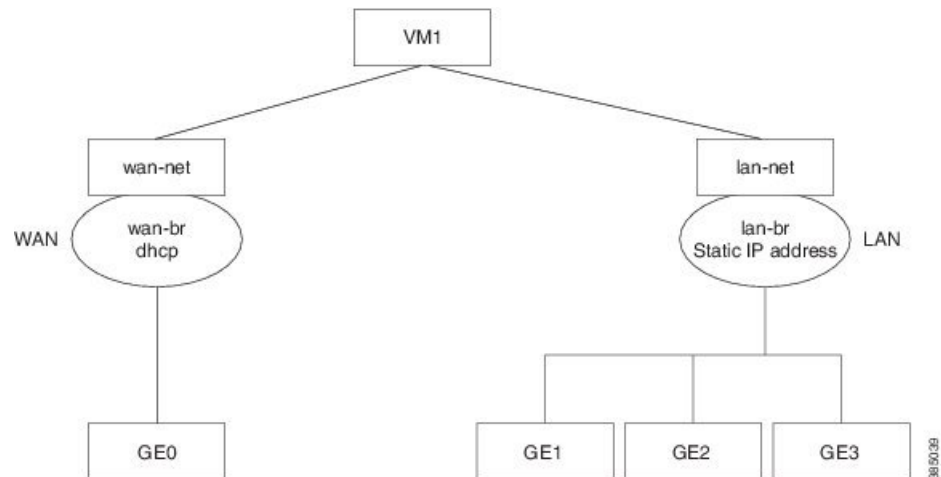 VM1
wan-net
lan-net
WAN
wan-br
dhcp
lan-br
Static IP address
LAN
GE0
GE1
GE2
GE3
385039